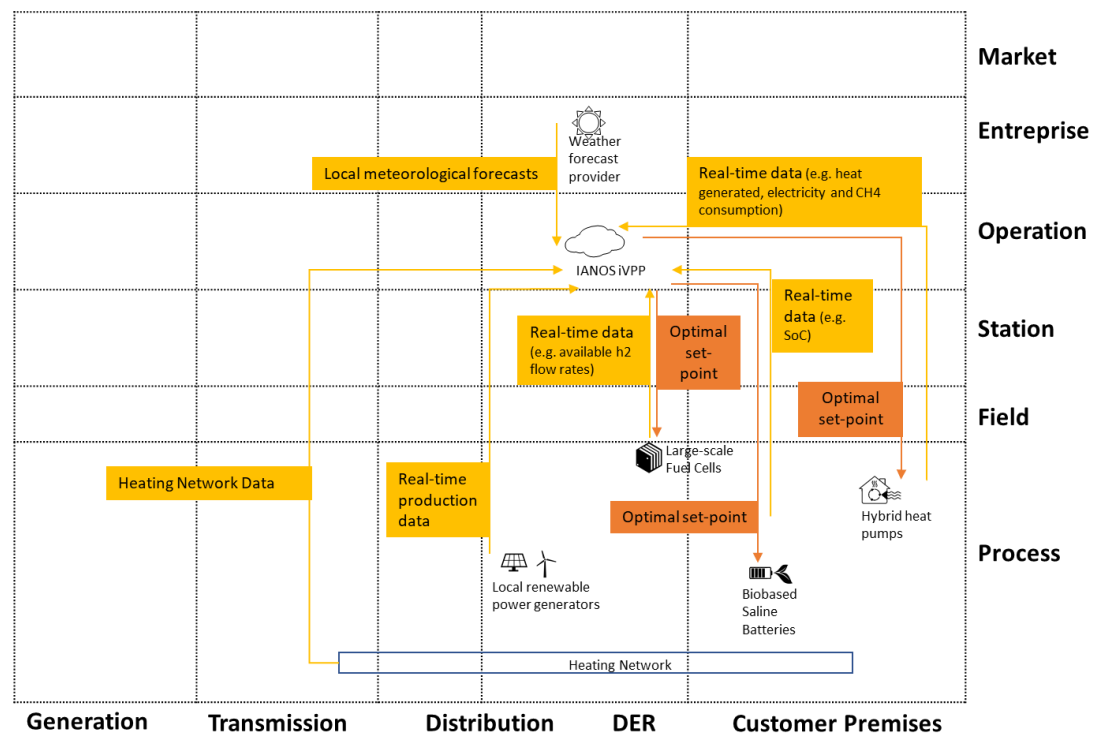 Market
Entreprise
Weather
forecast
provider
Local meteorological forecasts
Real-time data (e.g. heat
generated, electricity and CH4
consumption)
Operation
IANOS iVPP
Real-time
data (e.g.
SoC)
Station
Real-time data
(e.g. available h2
flow rates)
Optimal
set-
point
Optimal
set-point
Field
Large-scale
Fuel Cells
Heating Network Data
Real-time
production
data
Optimal set-point
Hybrid heat
pumps
Process
Local renewable
power generators
Biobased
Saline
Batteries
Heating Network
Generation
Transmission
Distribution
DER
Customer Premises